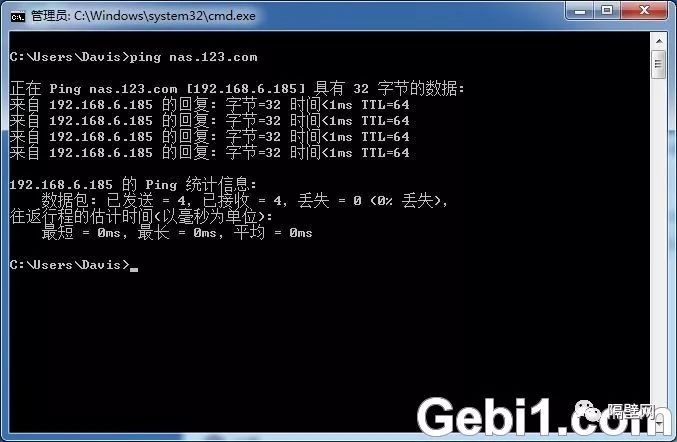 管理员: C:\Windows\system32\cmd.exe
C:\Users\Davis>ping nas.123.com
正在 Ping nas.123.com [192.168.6.185] 具有 32 字节的数据:
来自 192.168.6.185 的回复: 字节=32 时间<1ms TTL=64
来自 192.168.6.185 的回复: 字节=32 时间<1ms TTL=64
来自 192.168.6.185 的回复: 字节=32 时间<1ms TTL=64
来自 192.168.6.185 的回复: 字节=32 时间<1ms TTL=64
192.168.6.185 的 Ping 统计信息:
数据包: 已发送 = 4, 已接收 = 4, 丢失 = 0 (0% 丢失),
往返行程的估计时间(以毫秒为单位):
最短 = 0ms, 最长 = 0ms, 平均 = 0ms
C:\Users\Davis>_
隔壁网
Gebi1.com